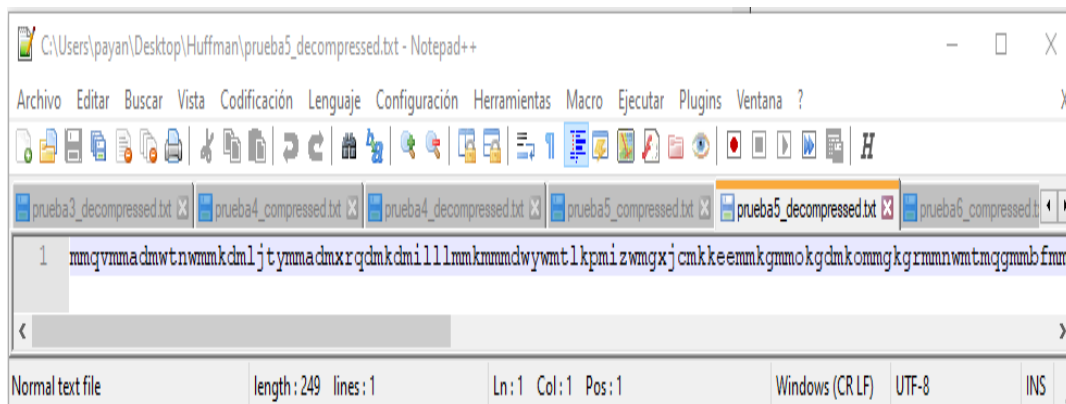 C:\Users\payan\Desktop\Huffman\prueba5_decompressed.txt - Notepad++
Archivo Editar Buscar Vista Codificación Lenguaje Configuración Herramientas Macro Ejecutar Plugins Ventana ?
prueba3_decompressed.txt prueba4_compressed.txt prueba4_decompressed.txt prueba5_compressed.txt prueba5_decompressed.txt prueba6_compressed.t
1 mmqvmmadmwtnwmmkdmljtymmadmxrqdmkdmilllmmkmmmdwywmtlkpmizwmgxjcmkkeemmkgmmokgdmkommgkgrmmnwmtmqgmmbfmm
Normal text file length : 249 lines : 1 Ln : 1 Col : 1 Pos : 1 Windows (CR LF) UTF-8 INS